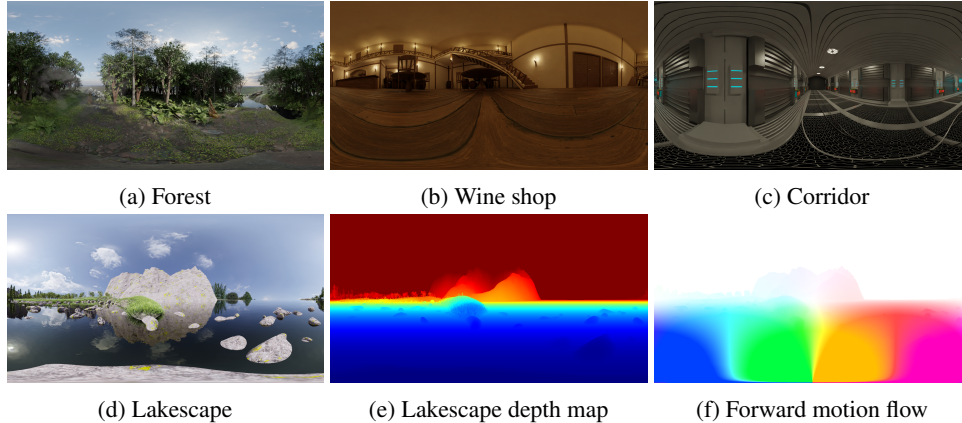 (a) Forest
(b) Wine shop
(c) Corridor
(d) Lakescape
(e) Lakescape depth map
(f) Forward motion flow